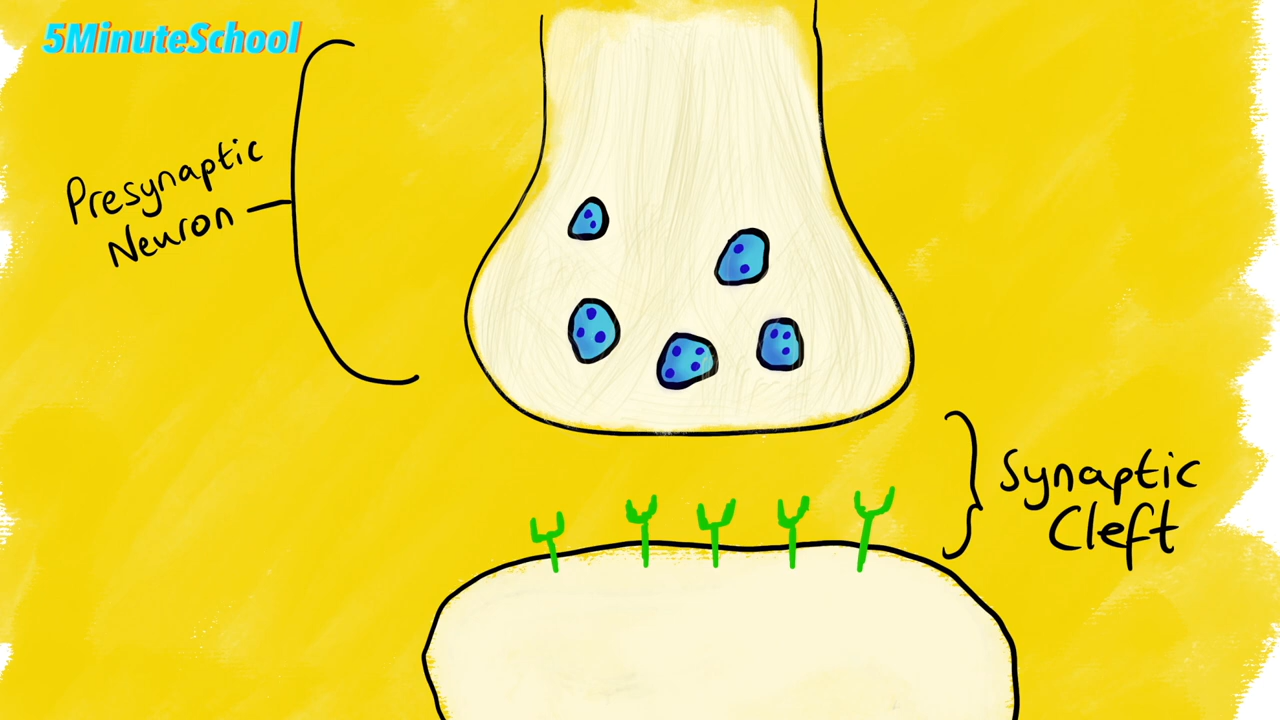 5MinuteSchool
Presynaptic
Neuron
Synaptic
Cleft